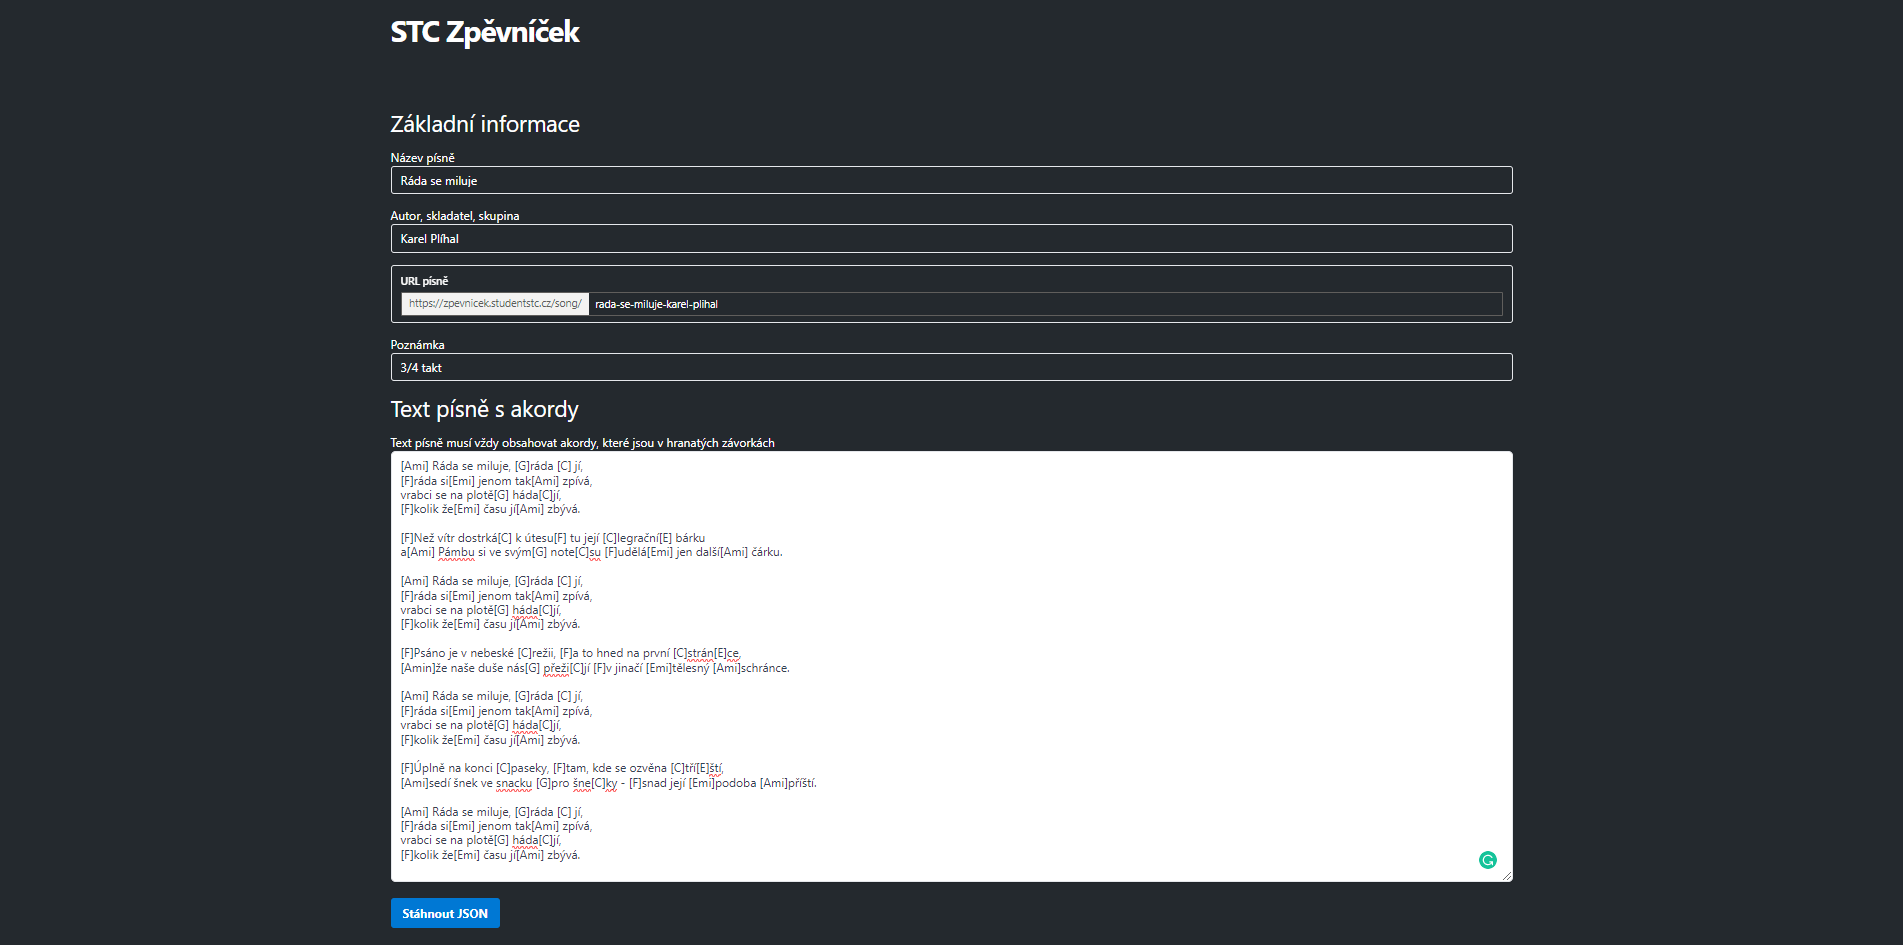 STC Zpěvníček
Základní informace
Název písně
Ráda se miluje
Autor, skladatel, skupina
Karel Plíhal
URL písně
https://zpevnicek.studentstc.cz/song/ rada-se-miluje-karel-plihal
Poznámka
3/4 takt
Text písně s akordy
Text písně musí vždy obsahovat akordy, které jsou v hranatých závorkách
[Ami] Ráda se miluje, [G]ráda [C] jí,
[F]ráda si[Emi] jenom tak[Ami] zpívá,
vrabci se na plotě[G] háda[C]jí,
[F]kolik že[Emi] času jí[Ami] zbývá.
[F]Než vítr dostrká[C] k útesu[F] tu její [C]legrační[E] bárku
a[Ami] Pámbu si ve svým[G] note[C]su [F]udělá[Emi] jen další[Ami] čárku.
[Ami] Ráda se miluje, [G]ráda [C] jí,
[F]ráda si[Emi] jenom tak[Ami] zpívá,
vrabci se na plotě[G] háda[C]jí,
[F]kolik že[Emi] času jí[Ami] zbývá.
[F]Psáno je v nebeské [C]režii, [F]a to hned na první [C]strán[E]ce,
[Amin]že naše duše nás[G] přeži[C]jí [F]v jinačí [Emi]tělesný [Ami]schránce.
[Ami] Ráda se miluje, [G]ráda [C] jí,
[F]ráda si[Emi] jenom tak[Ami] zpívá,
vrabci se na plotě[G] háda[C]jí,
[F]kolik že[Emi] času jí[Ami] zbývá.
[F]Úplně na konci [C]paseky, [F]tam, kde se ozvěna [C]tří[E]ští,
[Ami]sedí šnek ve snacku [G]pro šne[C]ky - [F]snad její [Emi]podoba [Ami]příští.
[Ami] Ráda se miluje, [G]ráda [C] jí,
[F]ráda si[Emi] jenom tak[Ami] zpívá,
vrabci se na plotě[G] háda[C]jí,
[F]kolik že[Emi] času jí[Ami] zbývá.
Stáhnout JSON